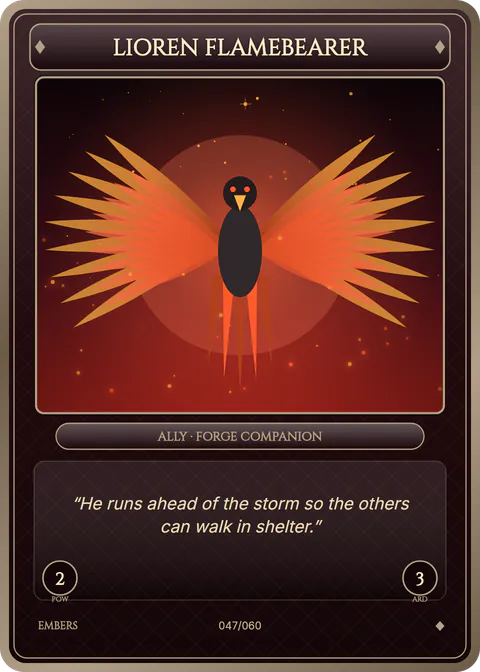 LIOREN FLAMEBEARER
ALLY · FORGE COMPANION
“He runs ahead of the storm so the others
can walk in shelter.”
2
POW
3
ARD
EMBERS
047/060